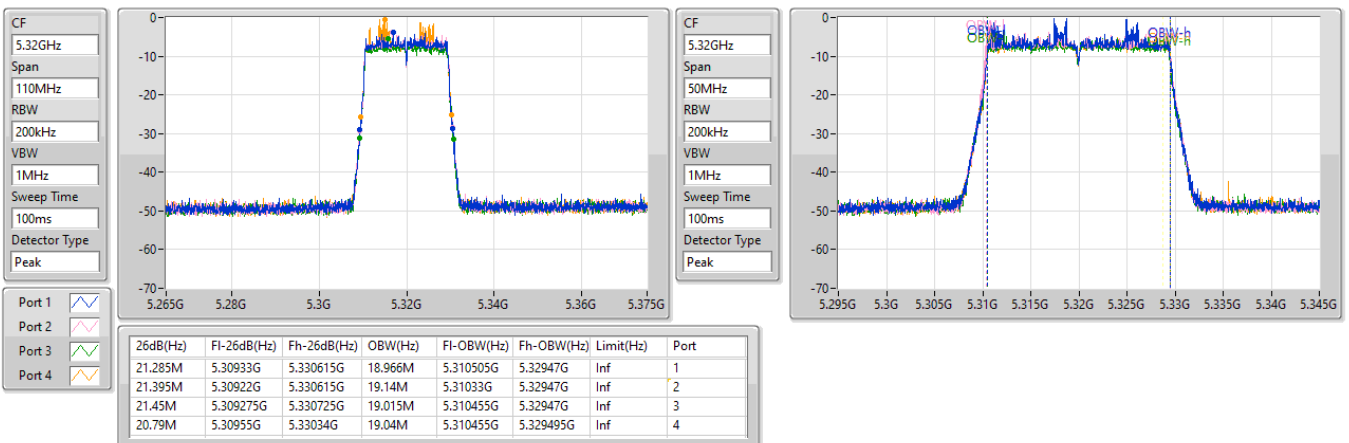 CF
5.32GHz
Span
110MHz
RBW
200kHz
VBW
1MHz
Sweep Time
100ms
Detector Type
Peak
0
-10
-20
-30
-40
-50
-60
-70
5.265G 5.28G 5.3G 5.32G 5.34G 5.36G 5.375G
CF
5.32GHz
Span
50MHz
RBW
200kHz
VBW
1MHz
Sweep Time
100ms
Detector Type
Peak
0
-10
-20
-30
-40
-50
-60
-70
OBW-h
5.295G 5.3G 5.305G 5.31G 5.315G 5.32G 5.325G 5.33G 5.335G 5.34G 5.345G
Port 1
Port 2
Port 3
Port 4
26dB(Hz) Fl-26dB(Hz) Fh-26dB(Hz) OBW(Hz) Fl-OBW(Hz) Fh-OBW(Hz) Limit(Hz) Port
21.285M 5.30933G 5.330615G 18.966M 5.310505G 5.32947G Inf 1
21.395M 5.30922G 5.330615G 19.14M 5.31033G 5.32947G Inf 2
21.45M 5.309275G 5.330725G 19.015M 5.310455G 5.32947G Inf 3
20.79M 5.30955G 5.33034G 19.04M 5.310455G 5.329495G Inf 4